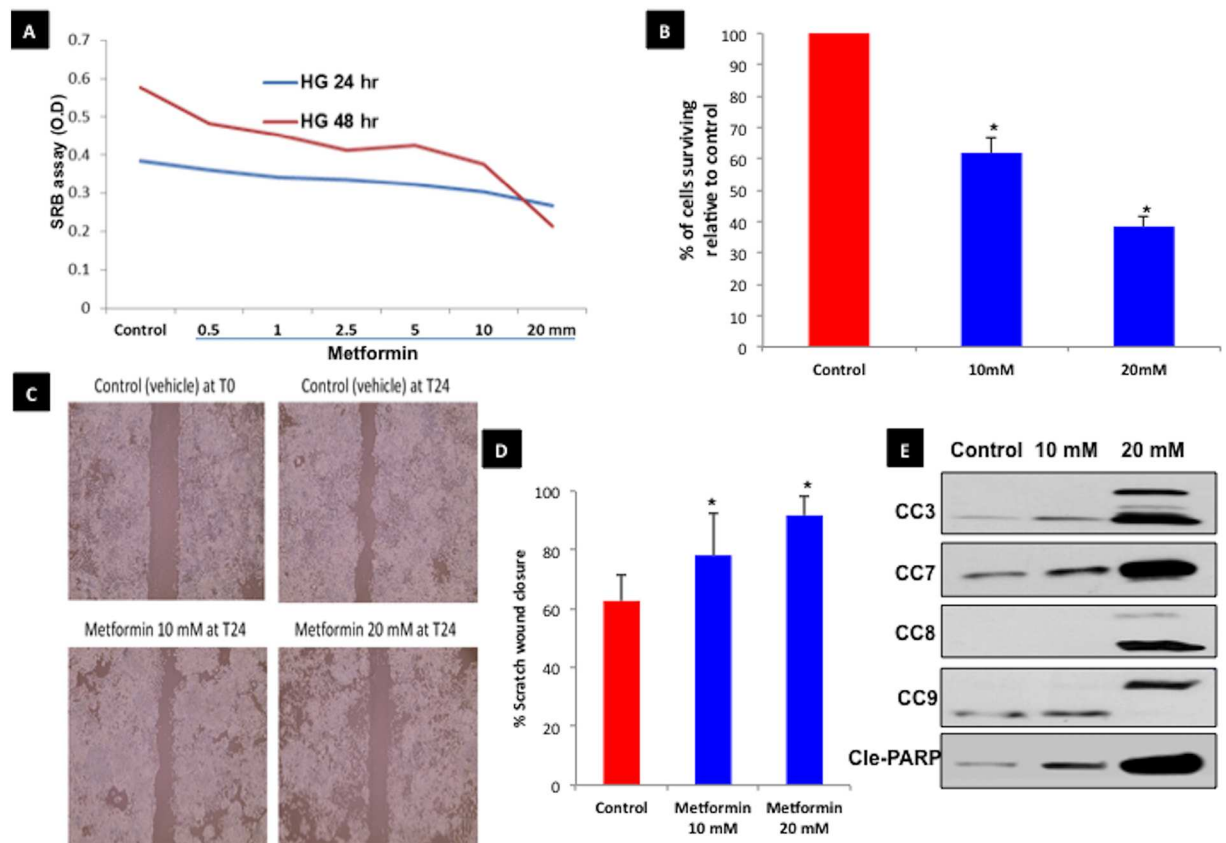 A
0.7
0.6
0.5
0.4
0.3
0.2
0.1
0
SRB assay (O.D)
HG 24 hr
HG 48 hr
Control 0.5 1 2.5 5 10 20 mm
Metformin
B
100
90
80
70
60
50
40
30
20
10
0
% of cells surviving
relative to control
* *
Control 10mM 20mM
C
Control (vehicle) at T0 Control (vehicle) at T24
Metformin 10 mM at T24 Metformin 20 mM at T24
D
100
80
60
40
20
0
% Scratch wound closure
* *
Control Metformin Metformin
10 mM 20 mM
E
Control 10 mM 20 mM
CC3
CC7
CC8
CC9
Cle-PARP